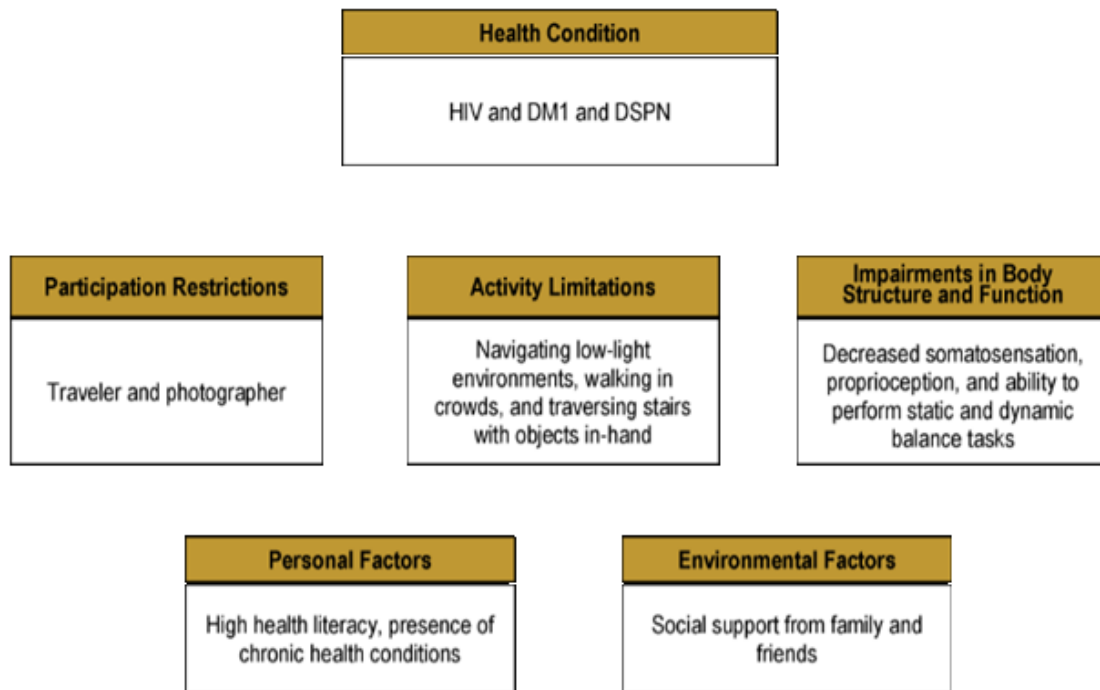 Health Condition
HIV and DM1 and DSPN
Participation Restrictions
Traveler and photographer
Activity Limitations
Navigating low-light
environments, walking in
crowds, and traversing stairs
with objects in-hand
Impairments in Body
Structure and Function
Decreased somatosensation,
proprioception, and ability to
perform static and dynamic
balance tasks
Personal Factors
High health literacy, presence of
chronic health conditions
Environmental Factors
Social support from family and
friends